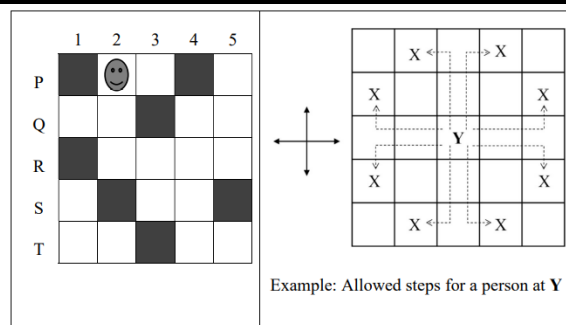 1 2 3 4 5
P
Q
R
S
T
X X
X X
Y
X X
X X
Example: Allowed steps for a person at Y